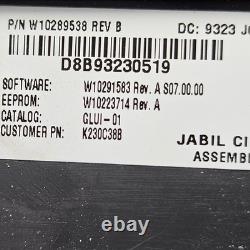 P/N W10289538 REV B DC: 9323
D8B93230519
SOFTWARE: W10291583 Rev. A S07.00.00
EEPROM: W10223714 Rev. A
CATALOG: GLUI-01
CUSTOMER PN: K230C38B
JABIL
ASSEMB
© 123victor